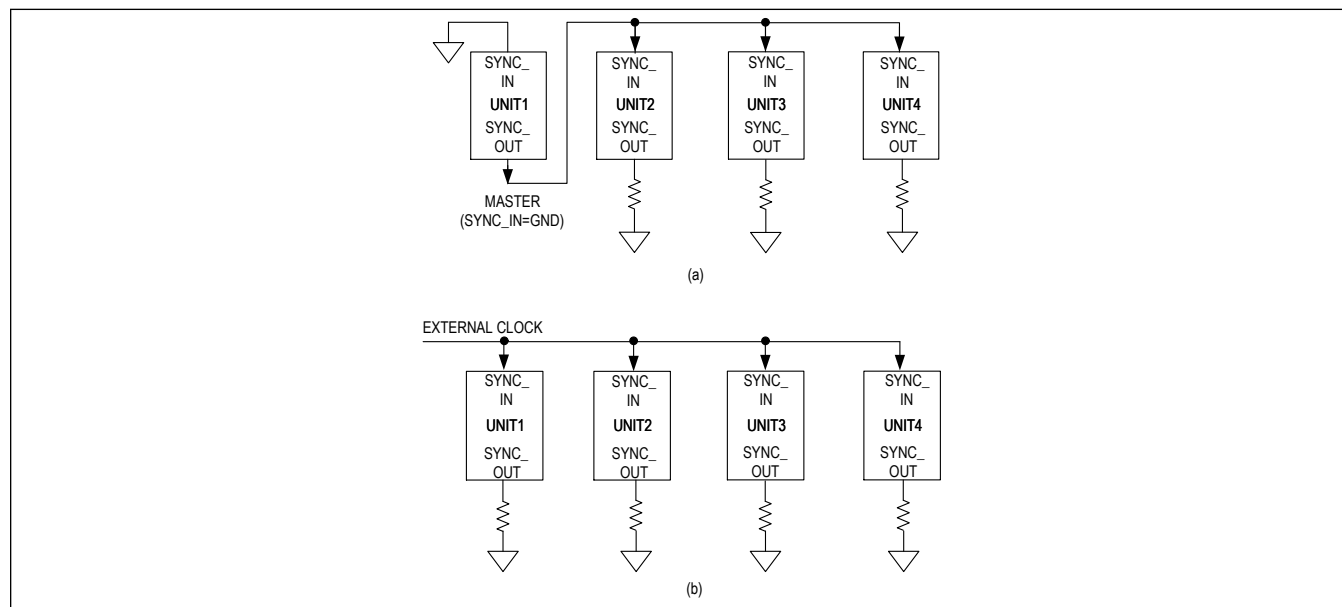 SYNC_
IN
UNIT1
SYNC_
OUT
SYNC_
IN
UNIT2
SYNC_
OUT
SYNC_
IN
UNIT3
SYNC_
OUT
SYNC_
IN
UNIT4
SYNC_
OUT
MASTER
(SYNC_IN=GND)
(a)
EXTERNAL CLOCK
SYNC_
IN
UNIT1
SYNC_
OUT
SYNC_
IN
UNIT2
SYNC_
OUT
SYNC_
IN
UNIT3
SYNC_
OUT
SYNC_
IN
UNIT4
SYNC_
OUT
(b)